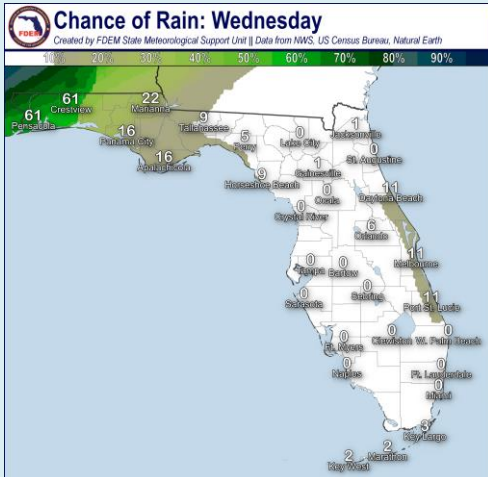 FDEM
Chance of Rain: Wednesday
Created by FDEM State Meteorological Support Unit || Data from NWS, US Census Bureau, Natural Earth
10% 20% 30% 40% 50% 60% 70% 80% 90%
61
Crestview
61
Pensacola
22
Marianna
16
Panama City
9
Tallahassee
16
Apalachicola
5
Perry
0
Lake City
1
Jacksonville
0
St. Augustine
9
Horseshoe Beach
1
Gainesville
0
Ocala
11
Daytona Beach
0
Crystal River
6
Orlando
11
Melbourne
0
Tampa
0
Bartow
0
Sebring
0
Sarasota
11
Port St. Lucie
0
Ft. Myers
0
Clewiston
0
W. Palm Beach
0
Naples
0
Ft. Lauderdale
0
Miami
3
Key Largo
2
Marathon
2
Key West